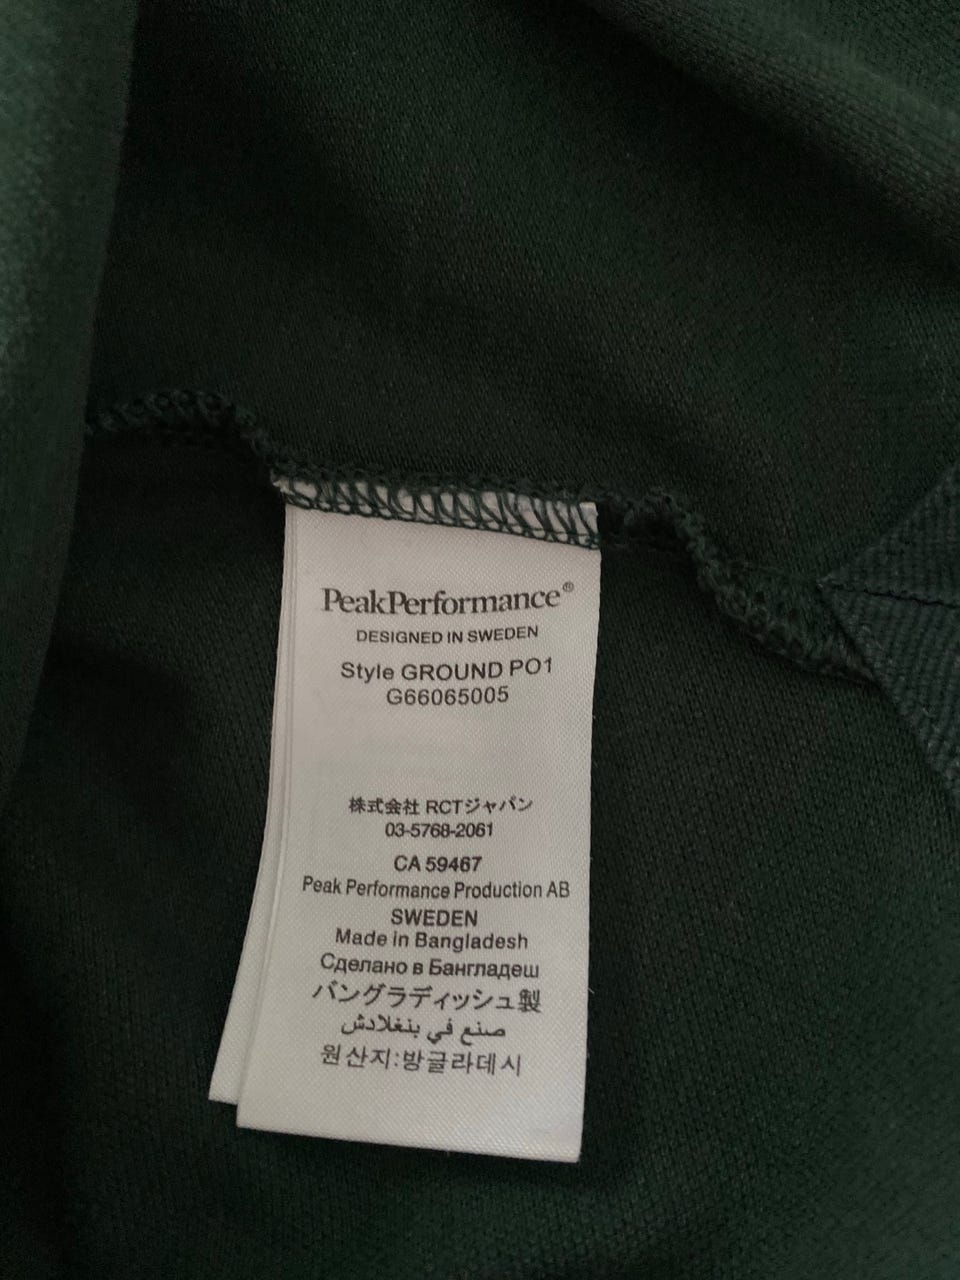 PeakPerformance®
DESIGNED IN SWEDEN
Style GROUND PO1
G66065005
株式会社 RCTジャパン
03-5768-2061
CA 59467
Peak Performance Production AB
SWEDEN
Made in Bangladesh
Сделано в Бангладеш
バングラディッシュ製
صنع في بنغلادش
원산지:방글라데시